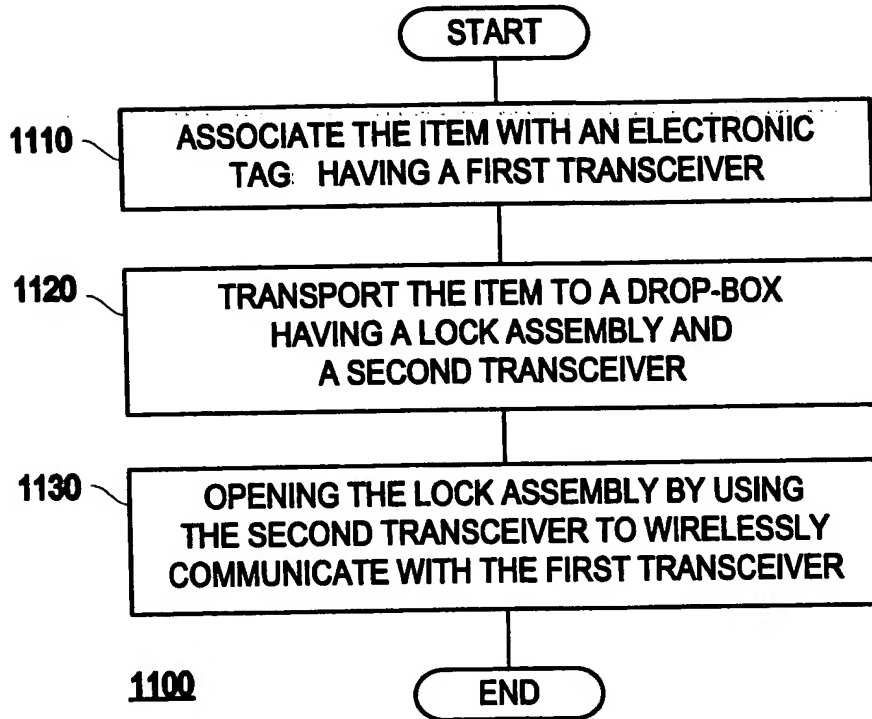 START
1110
ASSOCIATE THE ITEM WITH AN ELECTRONIC
TAG HAVING A FIRST TRANSCEIVER
1120
TRANSPORT THE ITEM TO A DROP-BOX
HAVING A LOCK ASSEMBLY AND
A SECOND TRANSCEIVER
1130
OPENING THE LOCK ASSEMBLY BY USING
THE SECOND TRANSCEIVER TO WIRELESSLY
COMMUNICATE WITH THE FIRST TRANSCEIVER
1100
END